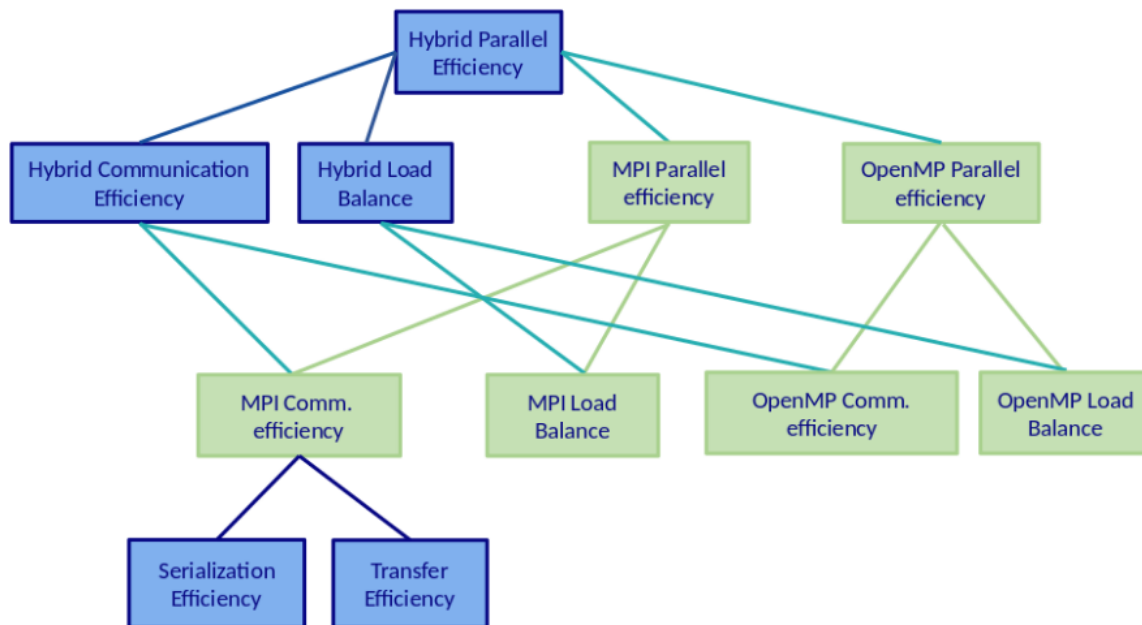 Hybrid Parallel
Efficiency
Hybrid Communication
Efficiency
Hybrid Load
Balance
MPI Parallel
efficiency
OpenMP Parallel
efficiency
MPI Comm.
efficiency
MPI Load
Balance
OpenMP Comm.
efficiency
OpenMP Load
Balance
Serialization
Efficiency
Transfer
Efficiency